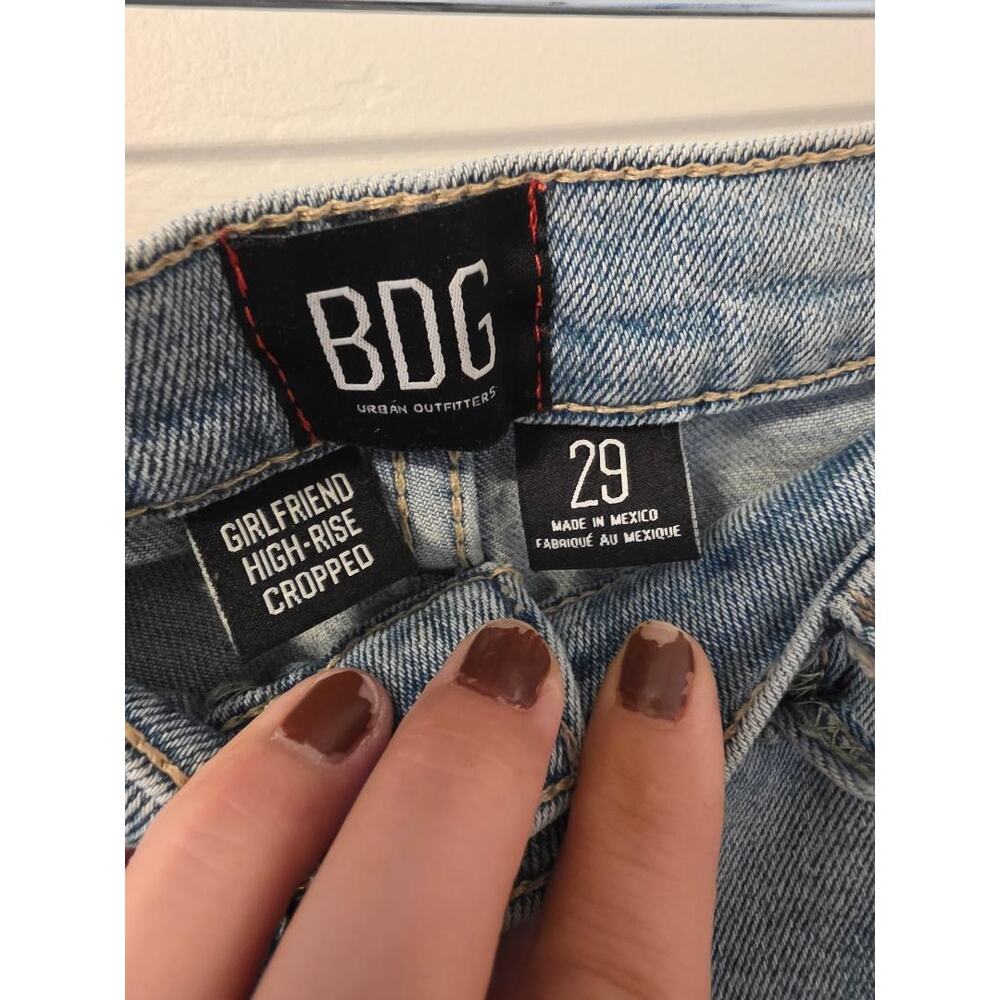 BDG
URBAN OUTFITTERS
GIRLFRIEND
HIGH-RISE
CROPPED
29
MADE IN MEXICO
FABRIQUÉ AU MEXIQUE